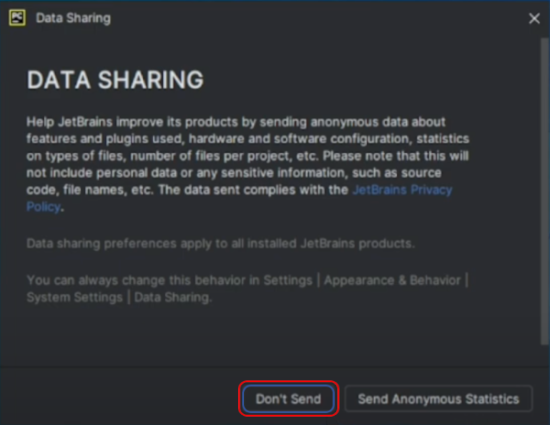 PC Data Sharing
DATA SHARING
Help JetBrains improve its products by sending anonymous data about
features and plugins used, hardware and software configuration, statistics
on types of files, number of files per project, etc. Please note that this will
not include personal data or any sensitive information, such as source
code, file names, etc. The data sent complies with the JetBrains Privacy
Policy.
Data sharing preferences apply to all installed JetBrains products.
You can always change this behavior in Settings | Appearance & Behavior |
System Settings | Data Sharing.
Don't Send Send Anonymous Statistics